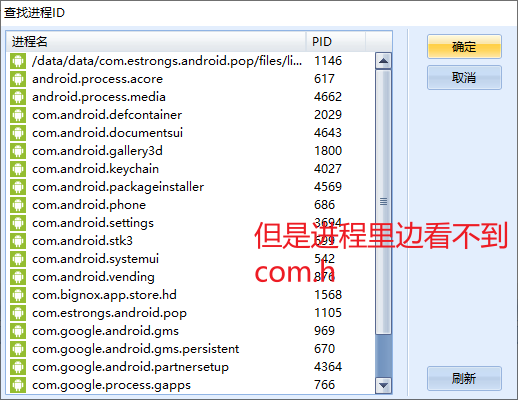 查找进程ID
进程名 PID
/data/data/com.estrongs.android.pop/files/li... 1146
android.process.acore 617
android.process.media 4662
com.android.defcontainer 2029
com.android.documentsui 4643
com.android.gallery3d 1800
com.android.keychain 4027
com.android.packageinstaller 4569
com.android.phone 686
com.android.settings 3694
com.android.stk3 699
com.android.systemui 542
com.android.vending 876
com.bignox.app.store.hd 1568
com.estrongs.android.pop 1105
com.google.android.gms 969
com.google.android.gms.persistent 670
com.google.android.partnersetup 4364
com.google.process.gapps 766
确定
取消
刷新
但是进程里边看不到
com.h